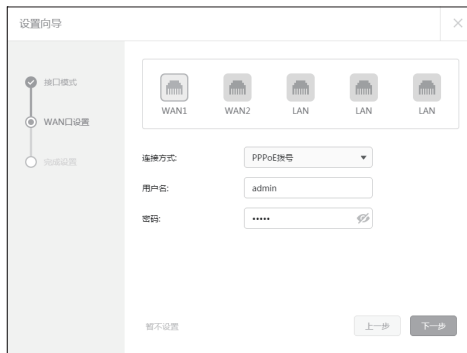 设置向导
接口模式
WAN口设置
完成设置
WAN1 WAN2 LAN LAN LAN
连接方式: PPPoE拨号
用户名: admin
密码: •••••
暂不设置 上一步 下一步